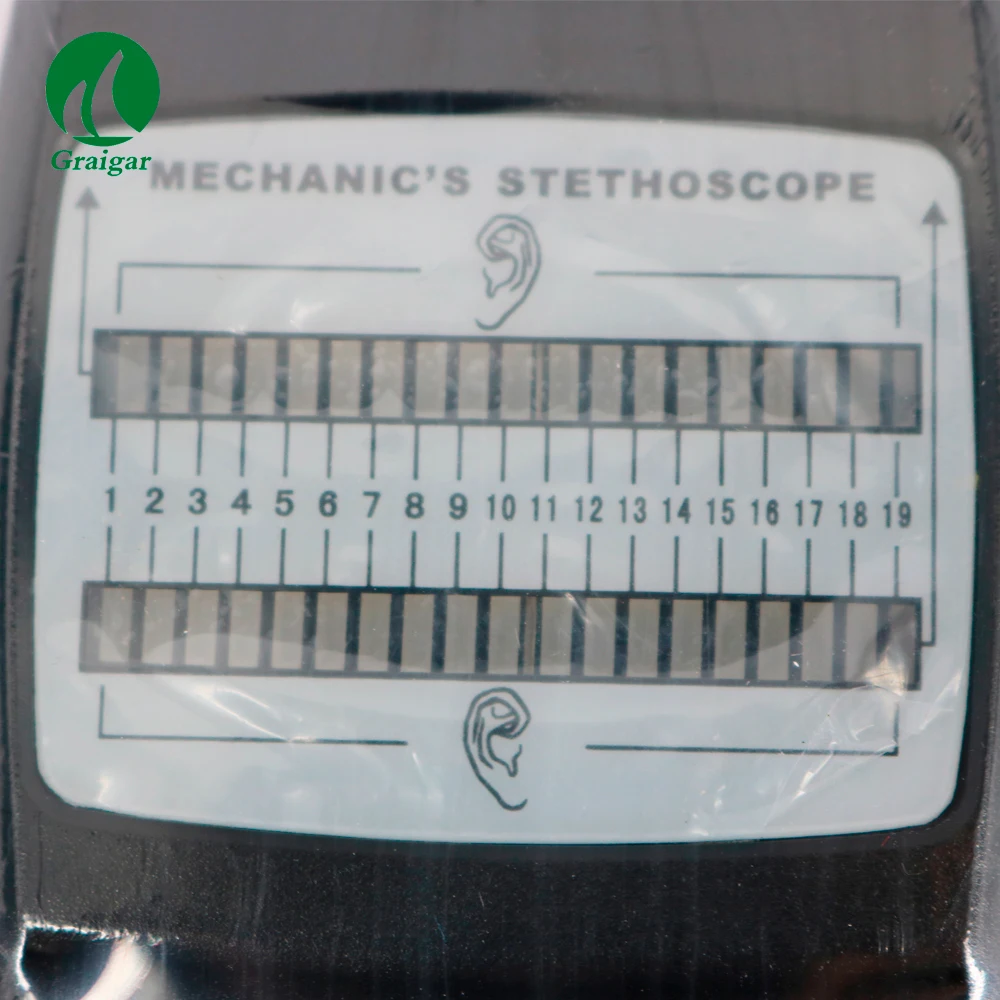 Graigar
MECHANIC'S STETHOSCOPE
1 2 3 4 5 6 7 8 9 10 11 12 13 14 15 16 17 18 19